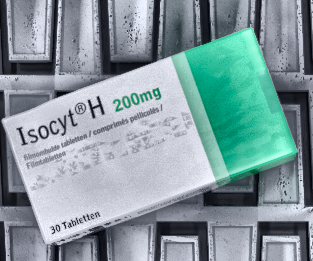 Isocyt®H 200mg
filmomhulde tabletten / comprimés pelliculés /
Filmtabletten
30 Tabletten